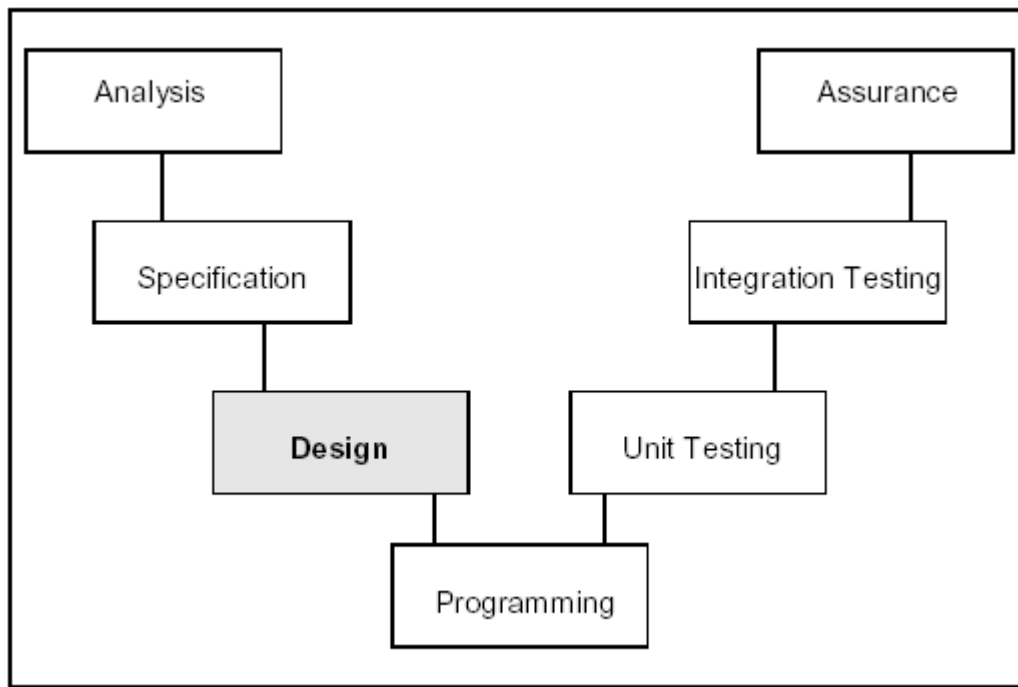 Analysis
Assurance
Specification
Integration Testing
Design
Unit Testing
Programming